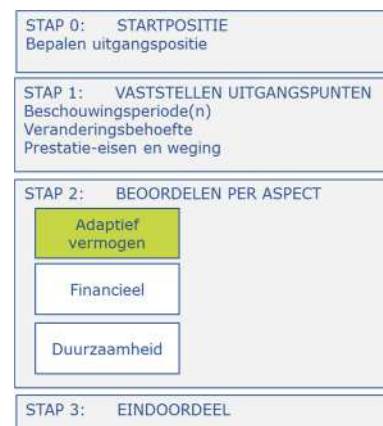 STAP 0: STARTPOSITIE
Bepalen uitgangspositie
STAP 1: VASTSTELLEN UITGANGSPUNTEN
Beschouwingsperiode(n)
Veranderingsbehoefte
Prestatie-eisen en weging
STAP 2: BEOORDELEN PER ASPECT
Adaptief
vermogen
Financieel
Duurzaamheid
STAP 3: EINDOORDEEL